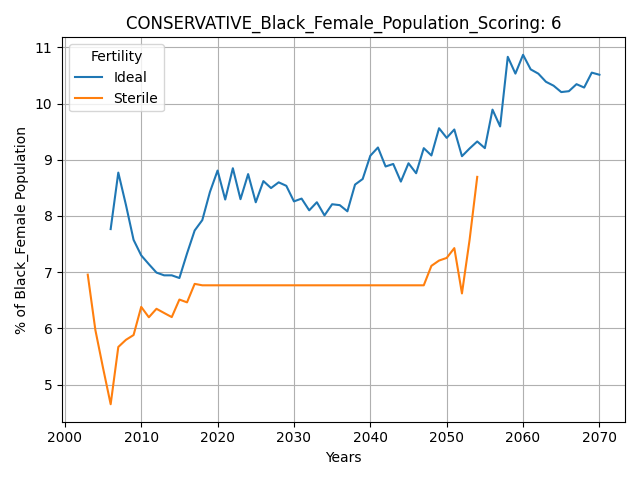 CONSERVATIVE_Black_Female_Population_Scoring: 6
Fertility
Ideal
Sterile
% of Black_Female Population
11
10
9
8
7
6
5
2000 2010 2020 2030 2040 2050 2060 2070
Years